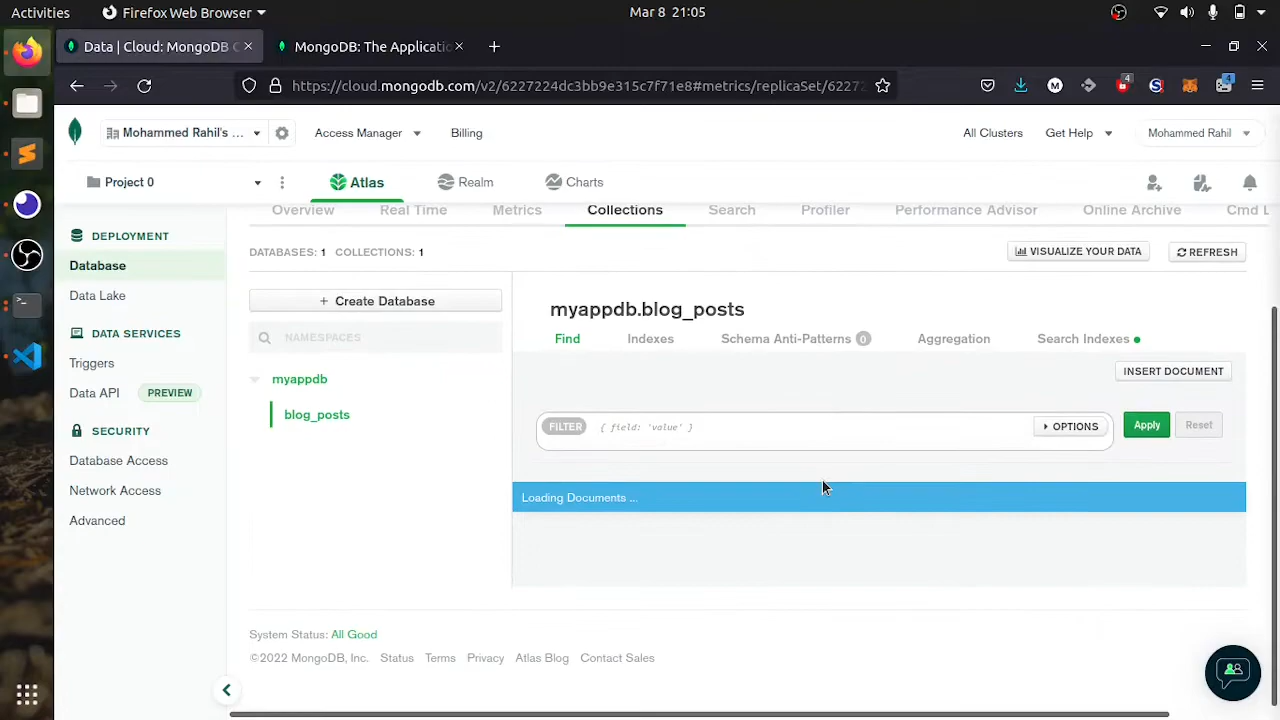 Activities
Firefox Web Browser
Mar 8 21:05
Data | Cloud: MongoDB C
MongoDB: The Applicatio
https://cloud.mongodb.com/v2/6227224dc3bb9e315c7f71e8#metrics/replicaSet/62272
4
4
Mohammed Rahil's ...
Access Manager
Billing
All Clusters
Get Help
Mohammed Rahil
Project 0
Atlas
Realm
Charts
Overview
Real Time
Metrics
Collections
Search
Profiler
Performance Advisor
Online Archive
Cmd L
DEPLOYMENT
Database
Data Lake
DATA SERVICES
Triggers
Data API PREVIEW
SECURITY
Database Access
Network Access
Advanced
DATABASES: 1 COLLECTIONS: 1
VISUALIZE YOUR DATA
REFRESH
+ Create Database
NAMESPACES
myappdb
blog_posts
myappdb.blog_posts
Find
Indexes
Schema Anti-Patterns 0
Aggregation
Search Indexes
INSERT DOCUMENT
FILTER { field: 'value' }
OPTIONS
Apply
Reset
Loading Documents ...
System Status: All Good
©2022 MongoDB, Inc. Status Terms Privacy Atlas Blog Contact Sales